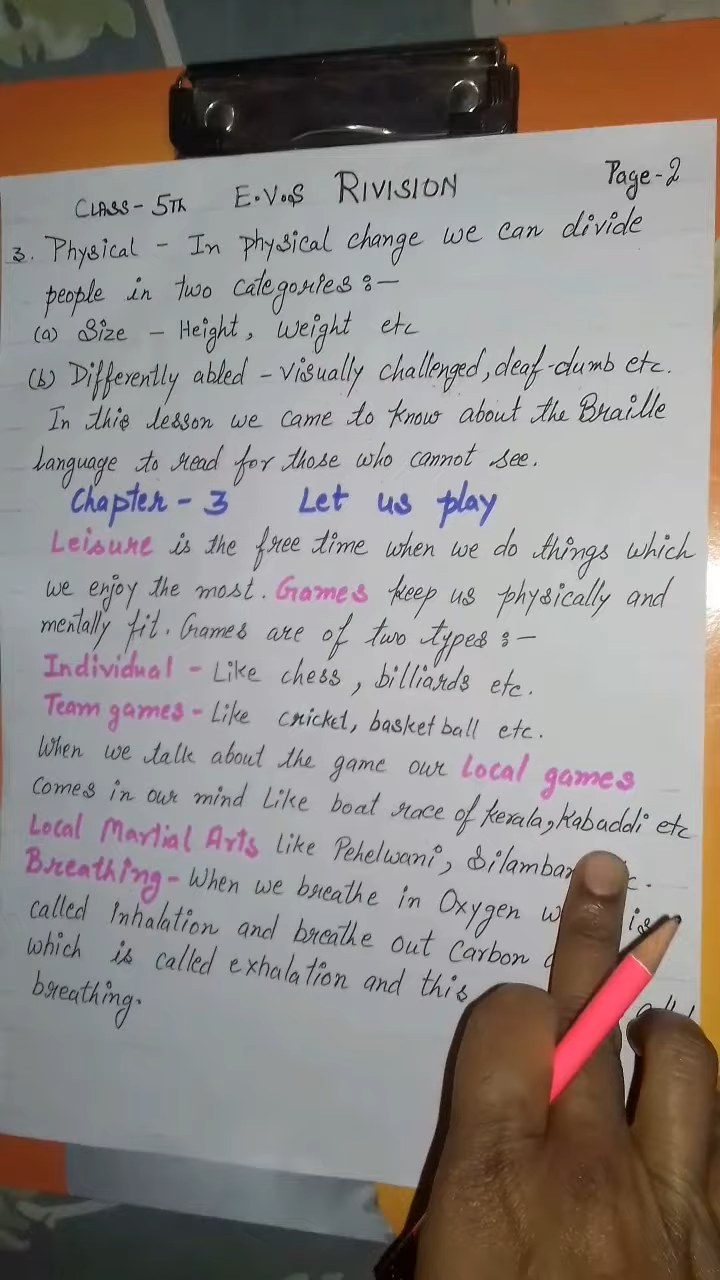 CLASS - 5TH E.V.S RIVISION Page-2
3. Physical - In physical change we can divide
people in two categories :-
(a) Size - Height, Weight etc
(b) Differently abled - visually challenged, deaf-dumb etc.
In this lesson we came to know about the Braille
language to read for those who cannot see.
Chapter - 3 Let us play
Leisure is the free time when we do things which
we enjoy the most. Games keep us physically and
mentally fit. Games are of two types :-
Individual - Like chess, billiards etc.
Team games - Like cricket, basketball etc.
When we talk about the game our Local games
Comes in our mind Like boat race of Kerala, Kabaddi etc
Local Martial Arts like Pehelwani,
Breathing - When we breathe in Oxygen is
called Inhalation and breathe out Carbon
which is called exhalation and this
breathing.